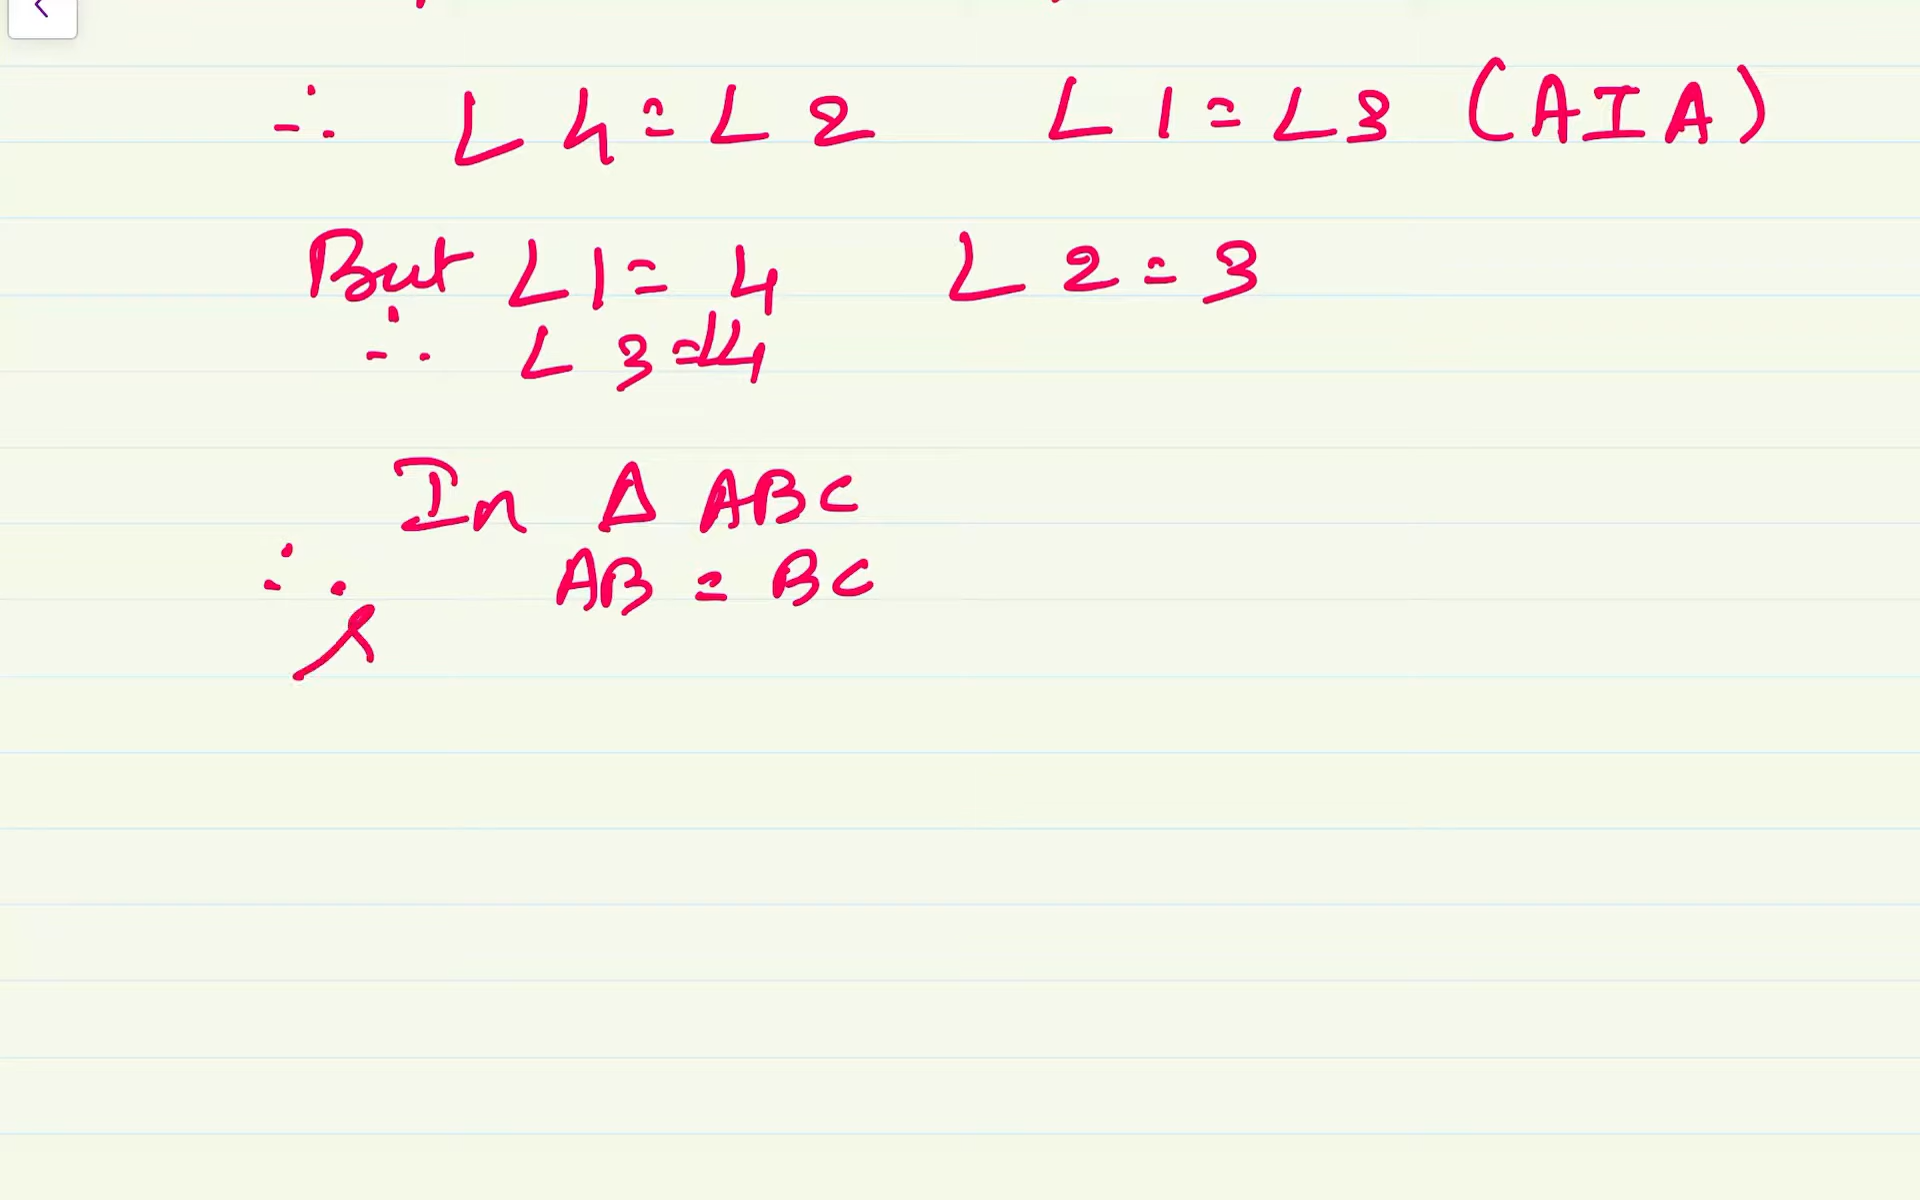 ∴ ∠4 = ∠2 ∠1 = ∠3 (AIA)
But ∠1 = 4 ∠2 = 3
∴ ∠3 = ∠4
In Δ ABC
∴ AB = BC